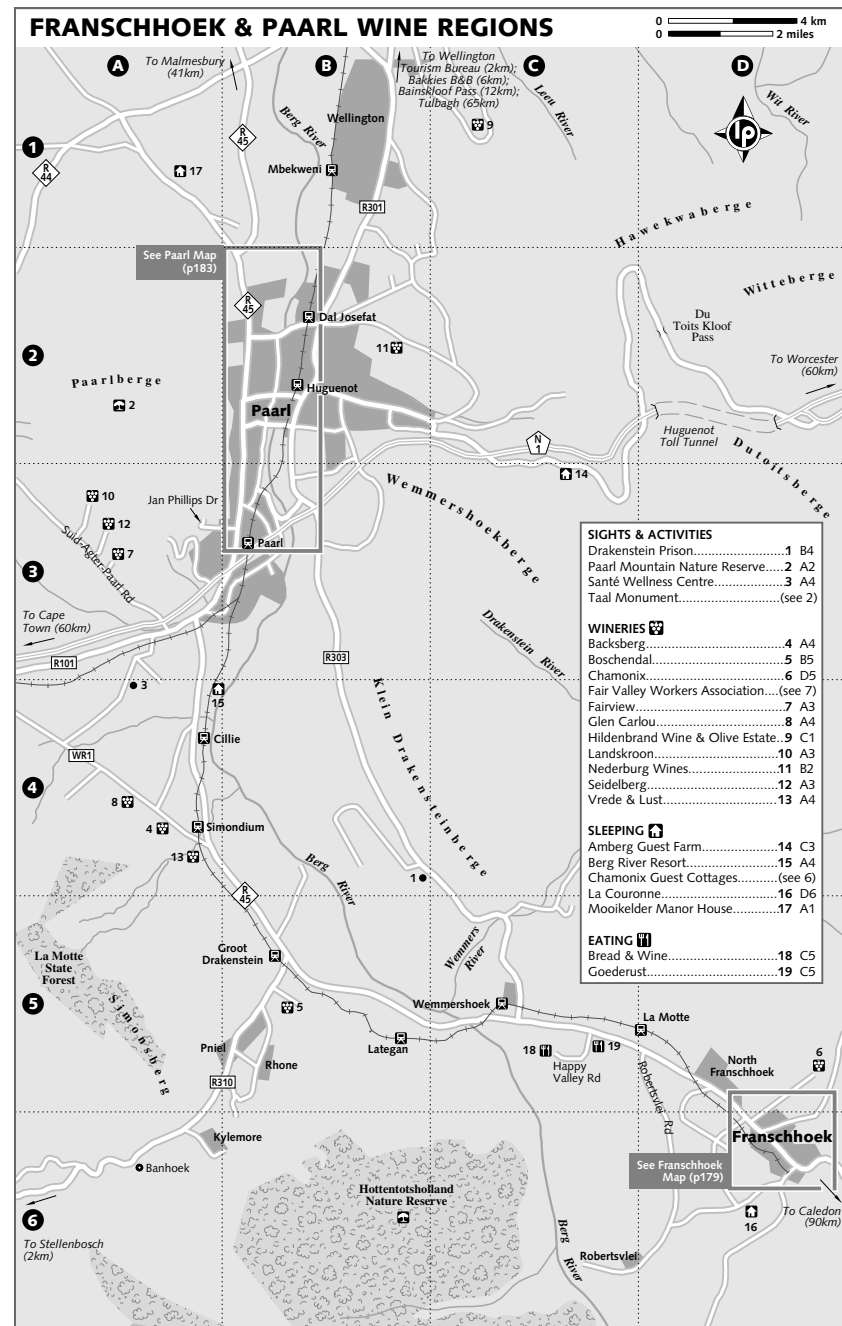 FRANSCHHOEK & PAARL WINE REGIONS
0 4 km
0 2 miles
A
B
C
D
To Malmesbury
(41km)
To Wellington
Tourism Bureau (2km);
Bakkies B&B (6km);
Bainskloof Pass (12km);
Tulbagh (65km)
Berg River
Leeu River
Wit River
lp
Wellington
9
1
R
45
R
44
17
Mbekweni
R301
Hawekwaberge
See Paarl Map
(p183)
Witteberge
R
45
Du
Toits Kloof
Pass
Dal Josefat
2
11
To Worcester
(60km)
Paarlberge
Huguenot
2
Paarl
Huguenot
Toll Tunnel
N
1
Dutoitsberge
14
Wemmershoekberge
10
Jan Phillips Dr
12
7
Suid-Agter-Paarl Rd
Paarl
3
To Cape
Town (60km)
Drakenstein River
R101
R303
3
15
Klein Drakensteinberge
Cillie
WR1
4
8
4
Simondium
13
Berg
River
1
R
45
SIGHTS & ACTIVITIES
Drakenstein Prison 1 B4
Paarl Mountain Nature Reserve 2 A2
Santé Wellness Centre 3 A4
Taal Monument (see 2)
WINERIES
Backsberg 4 A4
Boschendal 5 B5
Chamonix 6 D5
Fair Valley Workers Association (see 7)
Fairview 7 A3
Glen Carlou 8 A4
Hildenbrand Wine & Olive Estate 9 C1
Landskroon 10 A3
Nederburg Wines 11 B2
Seidelberg 12 A3
Vrede & Lust 13 A4
SLEEPING
Amberg Guest Farm 14 C3
Berg River Resort 15 A4
Chamonix Guest Cottages (see 6)
La Couronne 16 D6
Mooikelder Manor House 17 A1
EATING
Bread & Wine 18 C5
Goederust 19 C5
La Motte
State
Forest
Groot
Drakenstein
Wemmers
River
5
Simonsberg
5
Wemmershoek
La Motte
Pniel
Rhone
Lategan
18
19
Happy
Valley Rd
North
Franschhoek
6
R310
Robertsvlei Rd
Kylemore
Franschhoek
Banhoek
See Franschhoek
Map (p179)
Hottentotsholland
Nature Reserve
6
To Stellenbosch
(2km)
Berg
River
16
To Caledon
(90km)
Robertsvlei